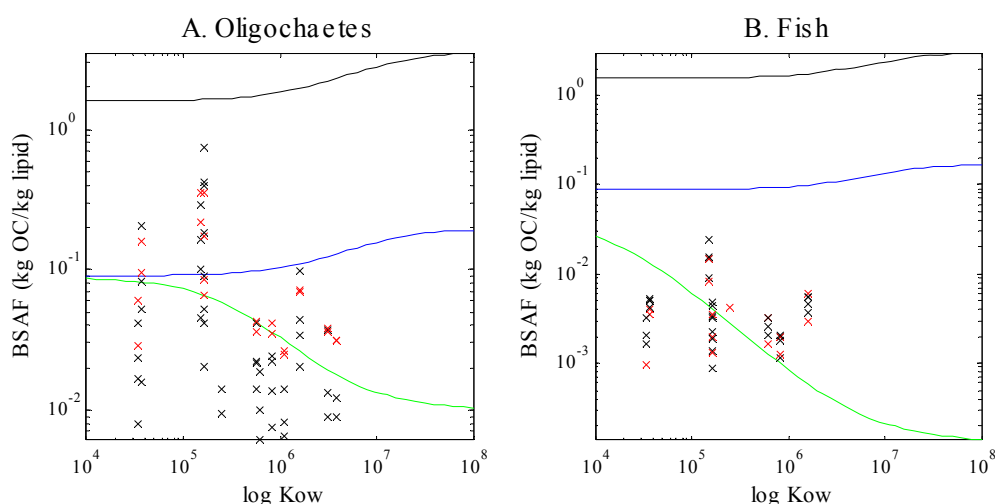 A. Oligochaetes
BSAF (kg OC/kg lipid)
10^0
10^-1
10^-2
10^4 10^5 10^6 10^7 10^8
log Kow
B. Fish
BSAF (kg OC/kg lipid)
10^0
10^-1
10^-2
10^-3
10^4 10^5 10^6 10^7 10^8
log Kow